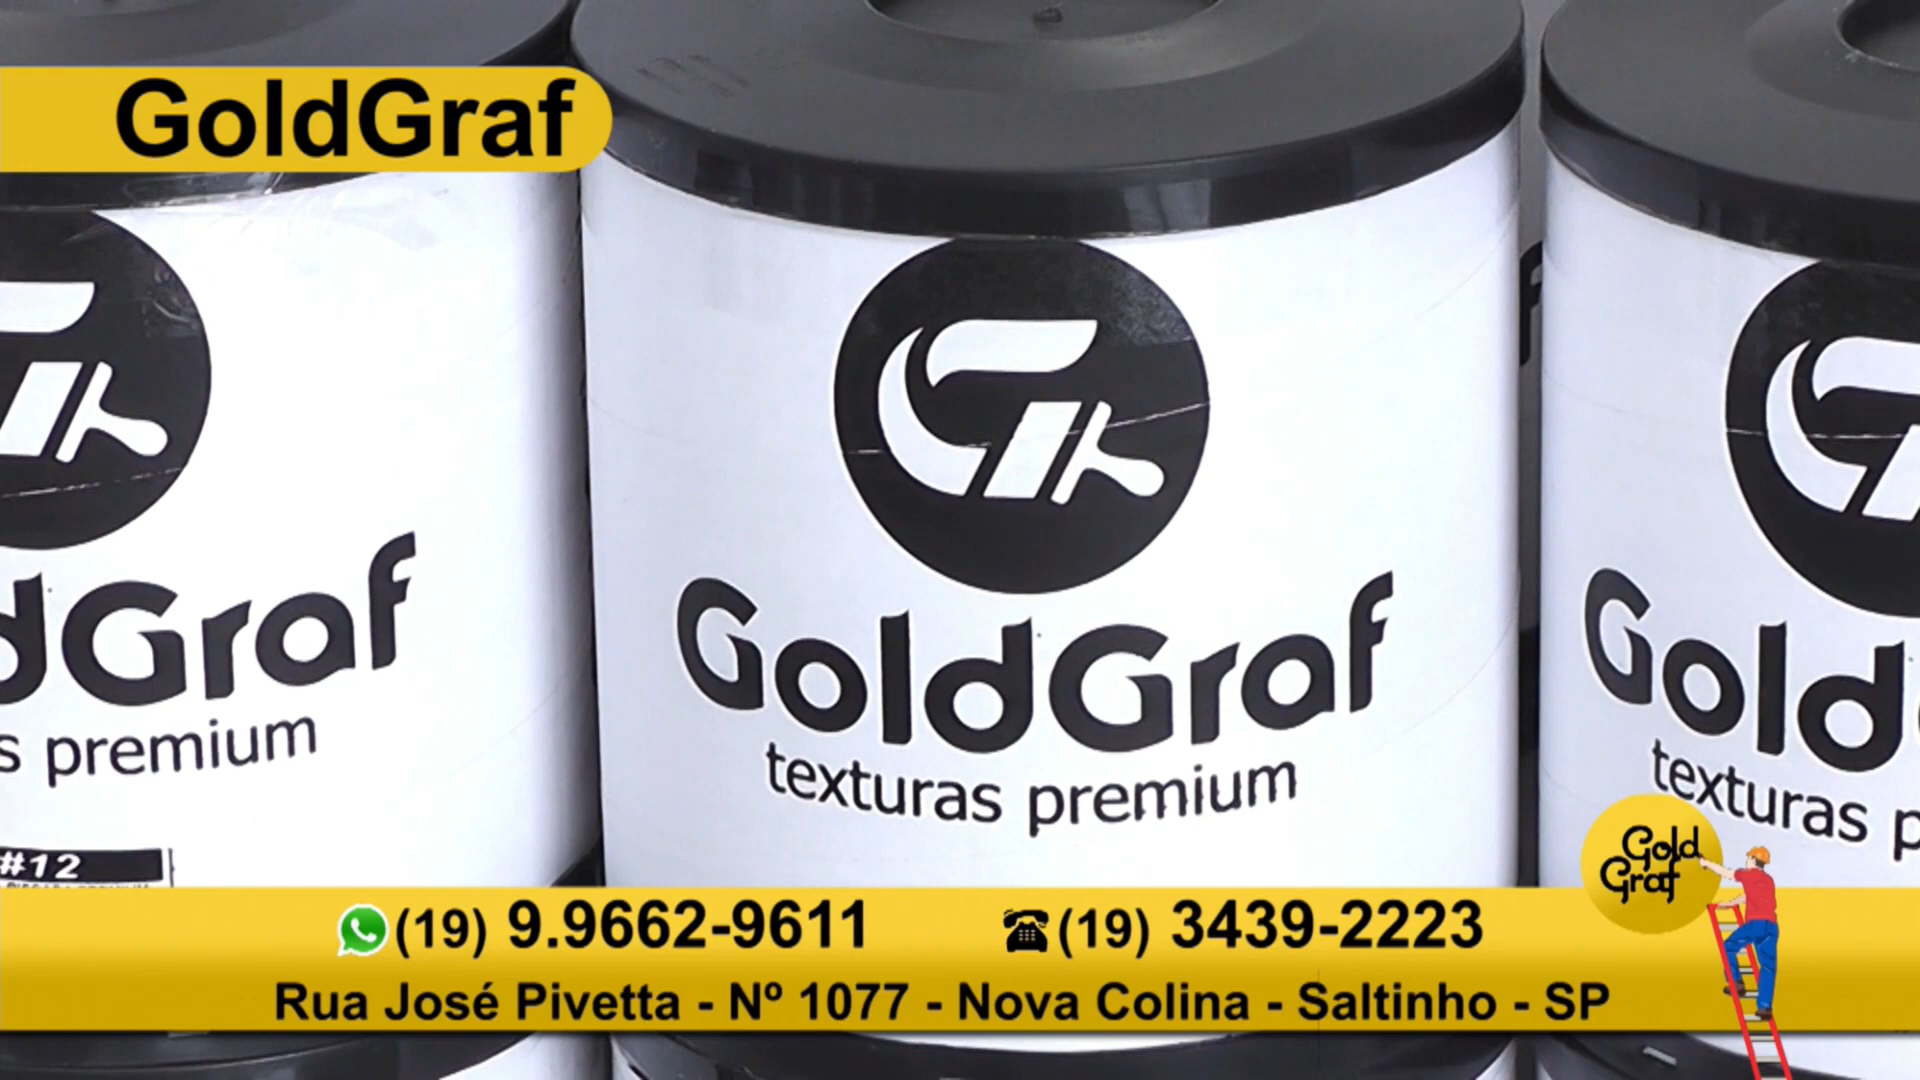 GoldGraf
dGraf
s premium
#12
GoldGraf
texturas premium
Gold
texturas p
Gold
Graf
(19) 9.9662-9611
(19) 3439-2223
Rua José Pivetta - Nº 1077 - Nova Colina - Saltinho - SP